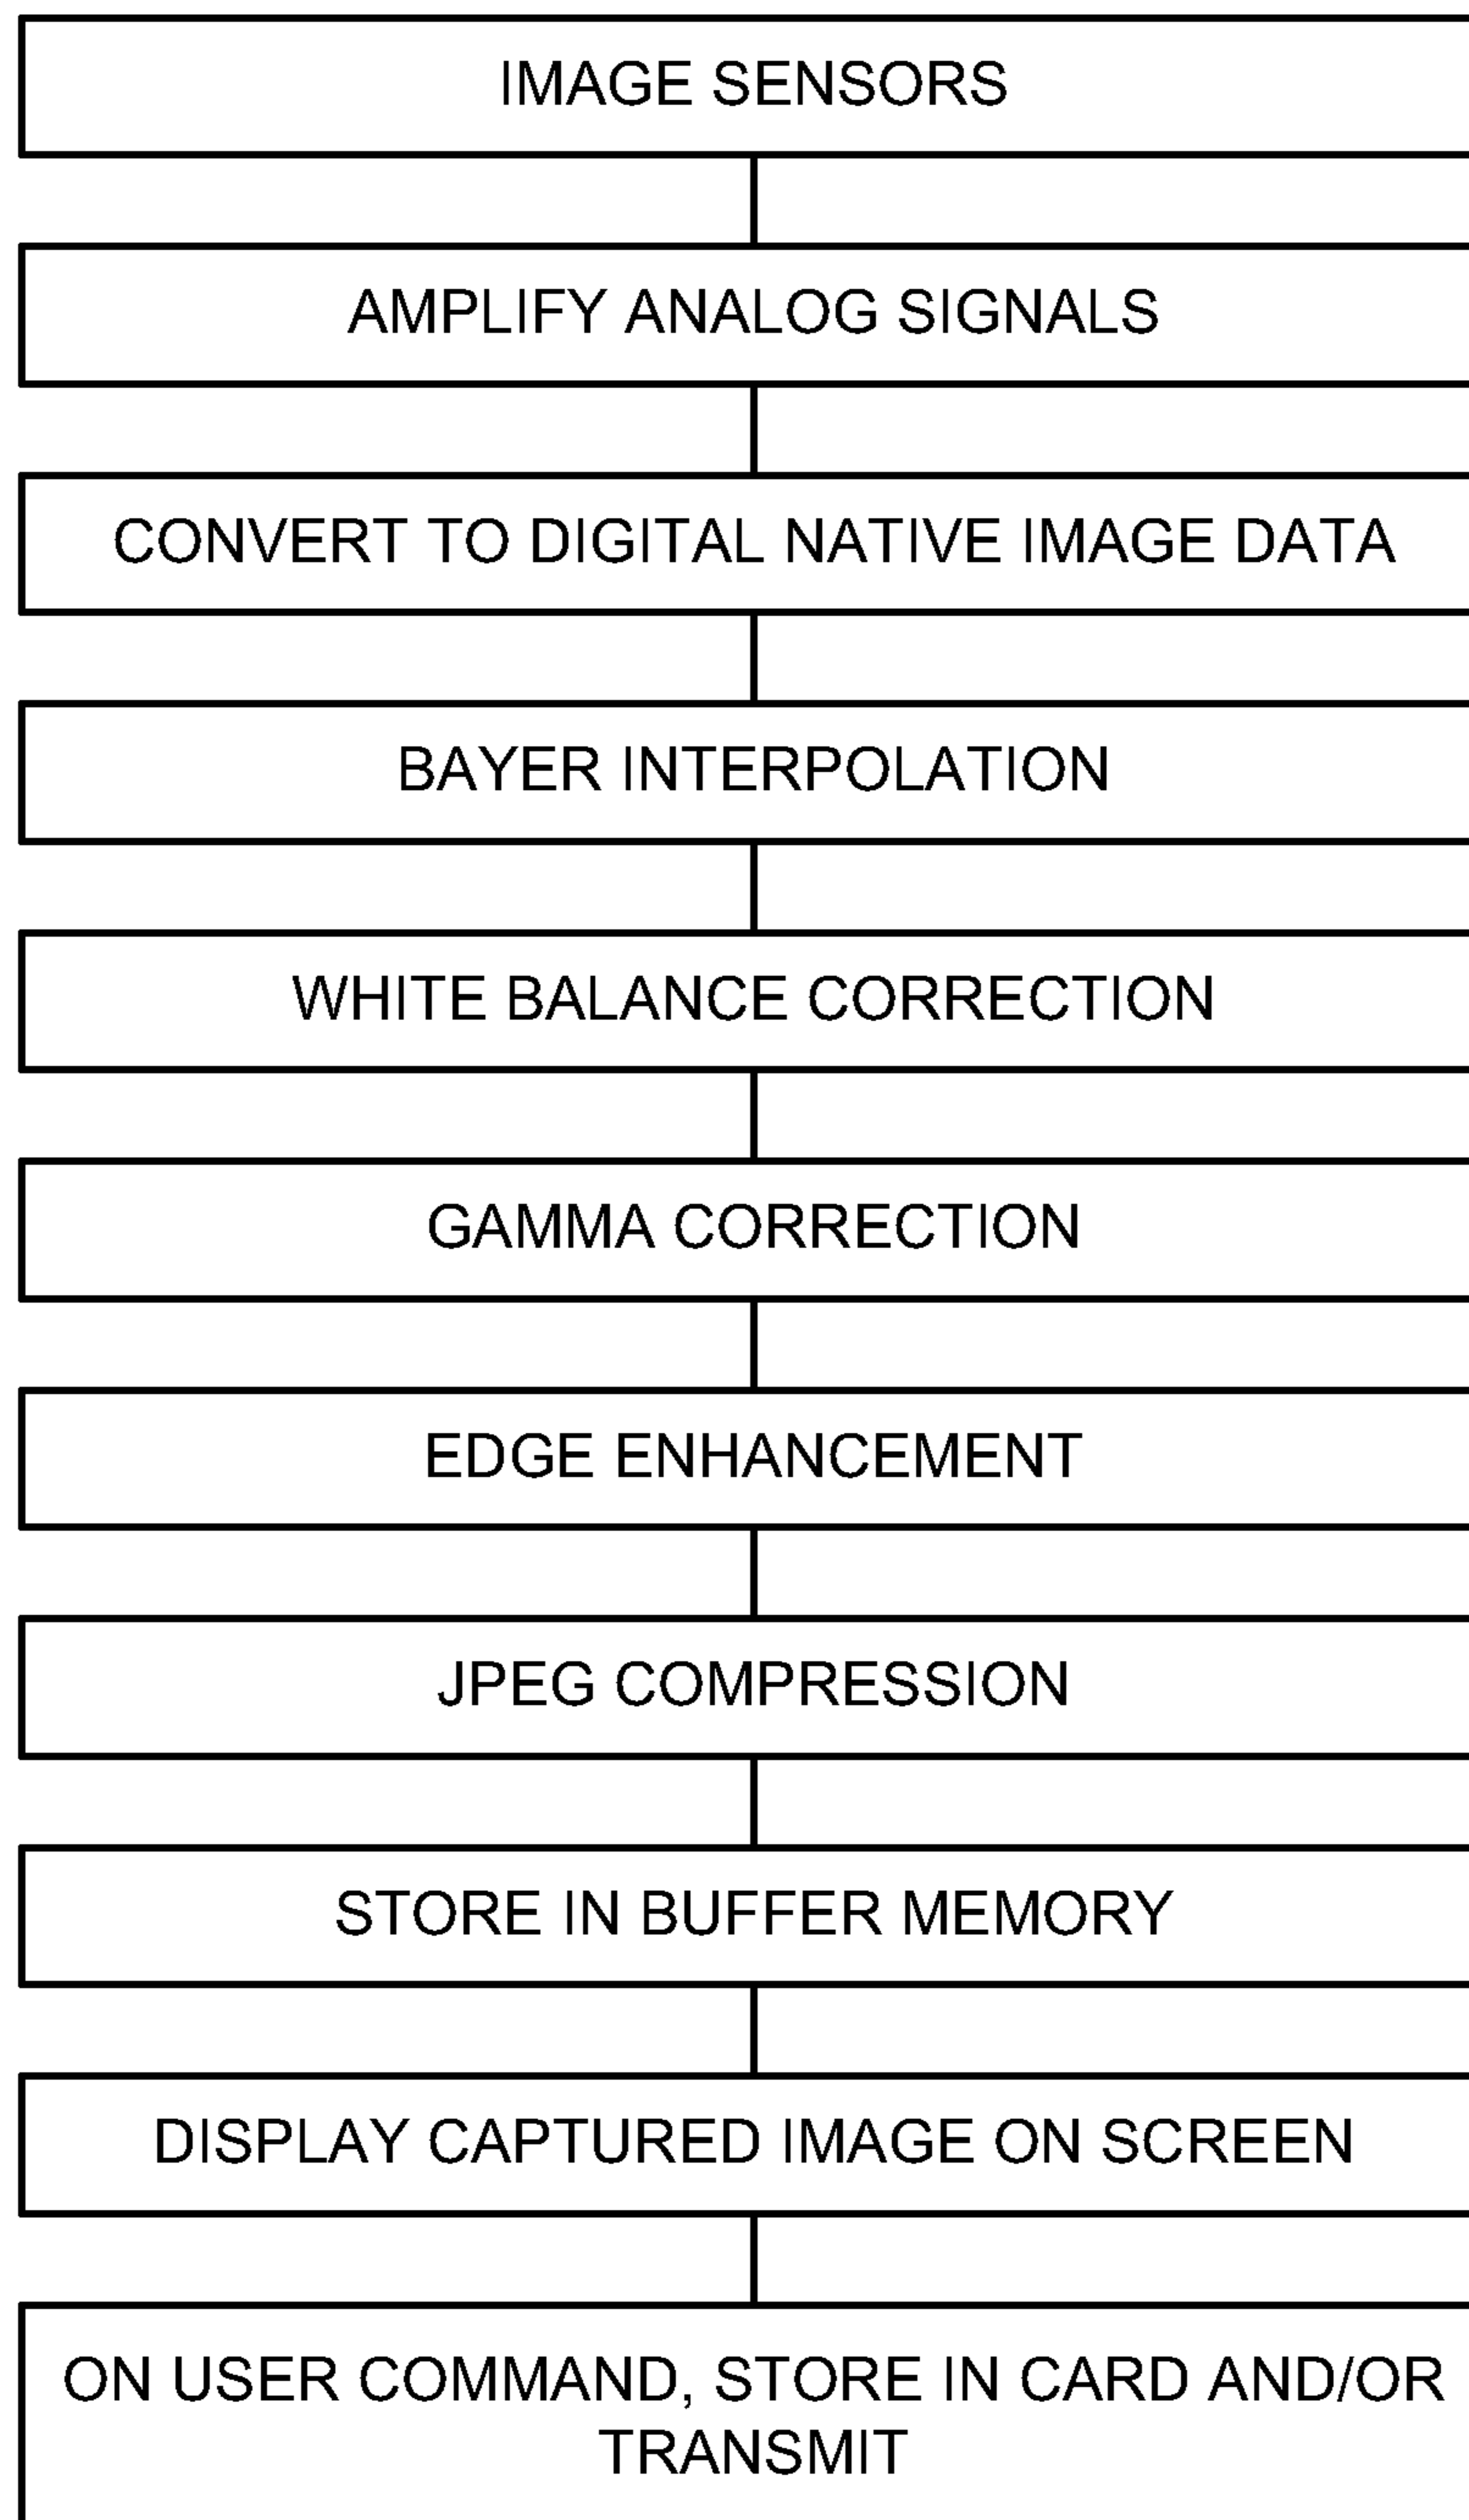 IMAGE SENSORS
AMPLIFY ANALOG SIGNALS
CONVERT TO DIGITAL NATIVE IMAGE DATA
BAYER INTERPOLATION
WHITE BALANCE CORRECTION
GAMMA CORRECTION
EDGE ENHANCEMENT
JPEG COMPRESSION
STORE IN BUFFER MEMORY
DISPLAY CAPTURED IMAGE ON SCREEN
ON USER COMMAND, STORE IN CARD AND/OR
TRANSMIT